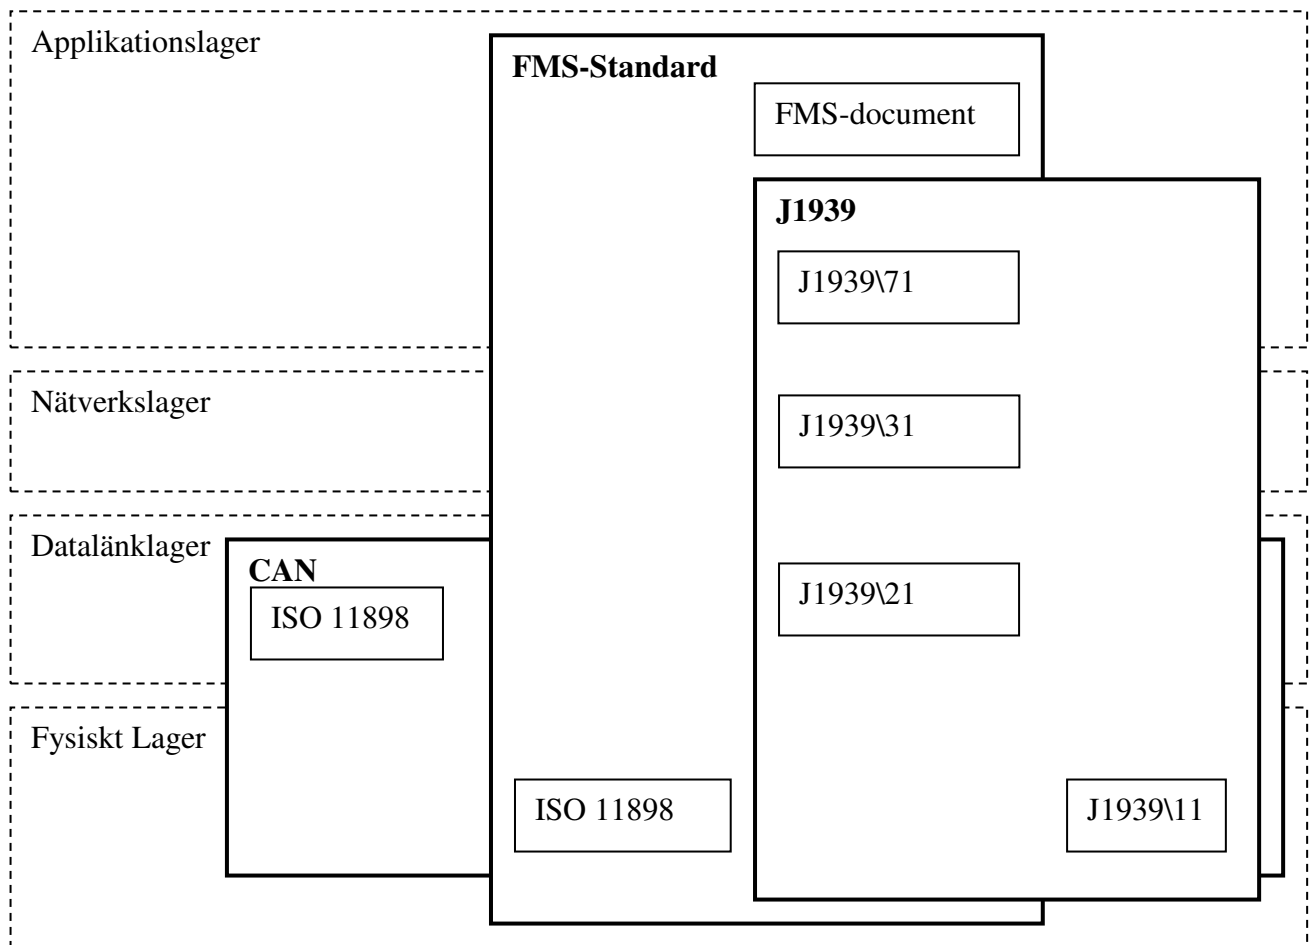 Applikationslager
FMS-Standard
FMS-document
J1939
J1939\71
Nätverkslager
J1939\31
Datalänklager
CAN
ISO 11898
J1939\21
Fysiskt Lager
ISO 11898
J1939\11